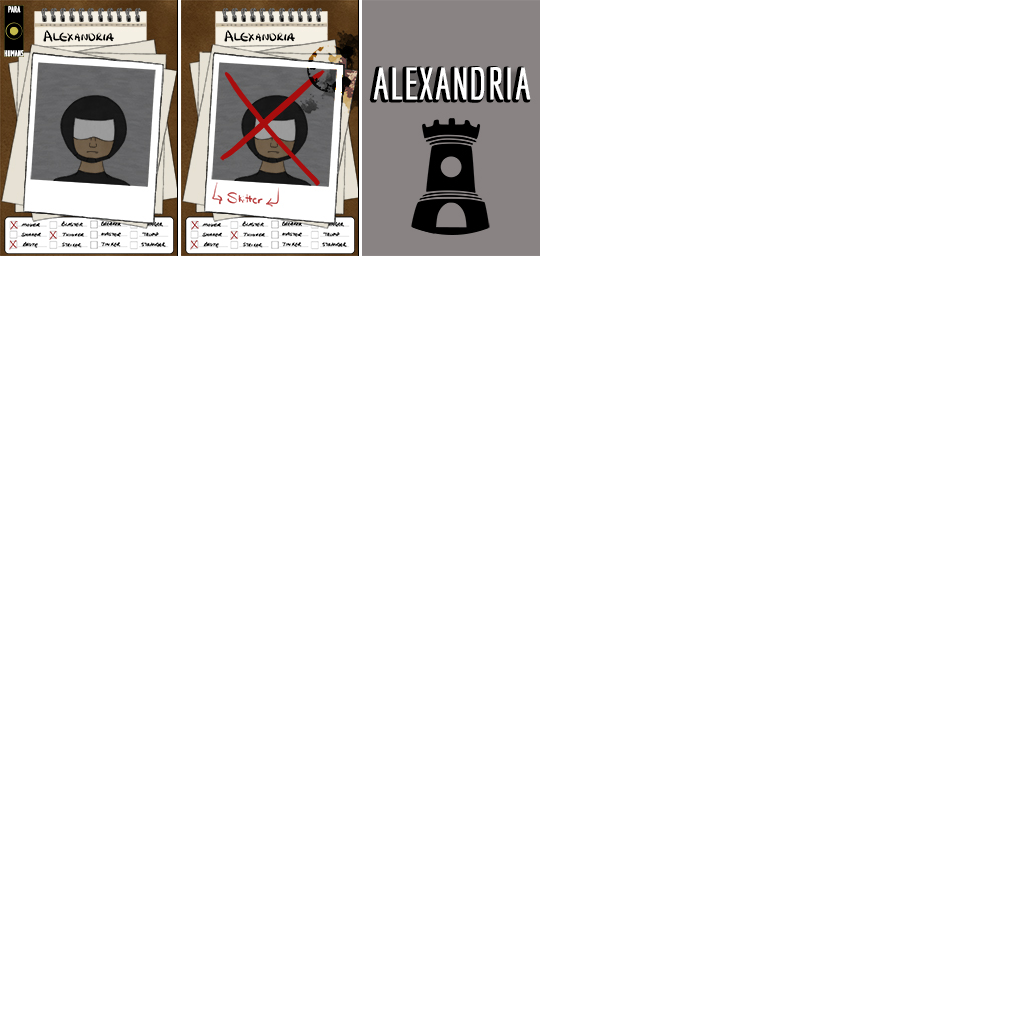 PARA
HUMANS
ALEXANDRIA
MOVER BLASTER BREAKER
SHAKER THINKER MASTER TRUMP
BRUTE STRIKER TINKER STRANGER
ALEXANDRIA
MOVER BLASTER BREAKER
SHAKER THINKER MASTER TRUMP
BRUTE STRIKER TINKER STRANGER
ALEXANDRIA